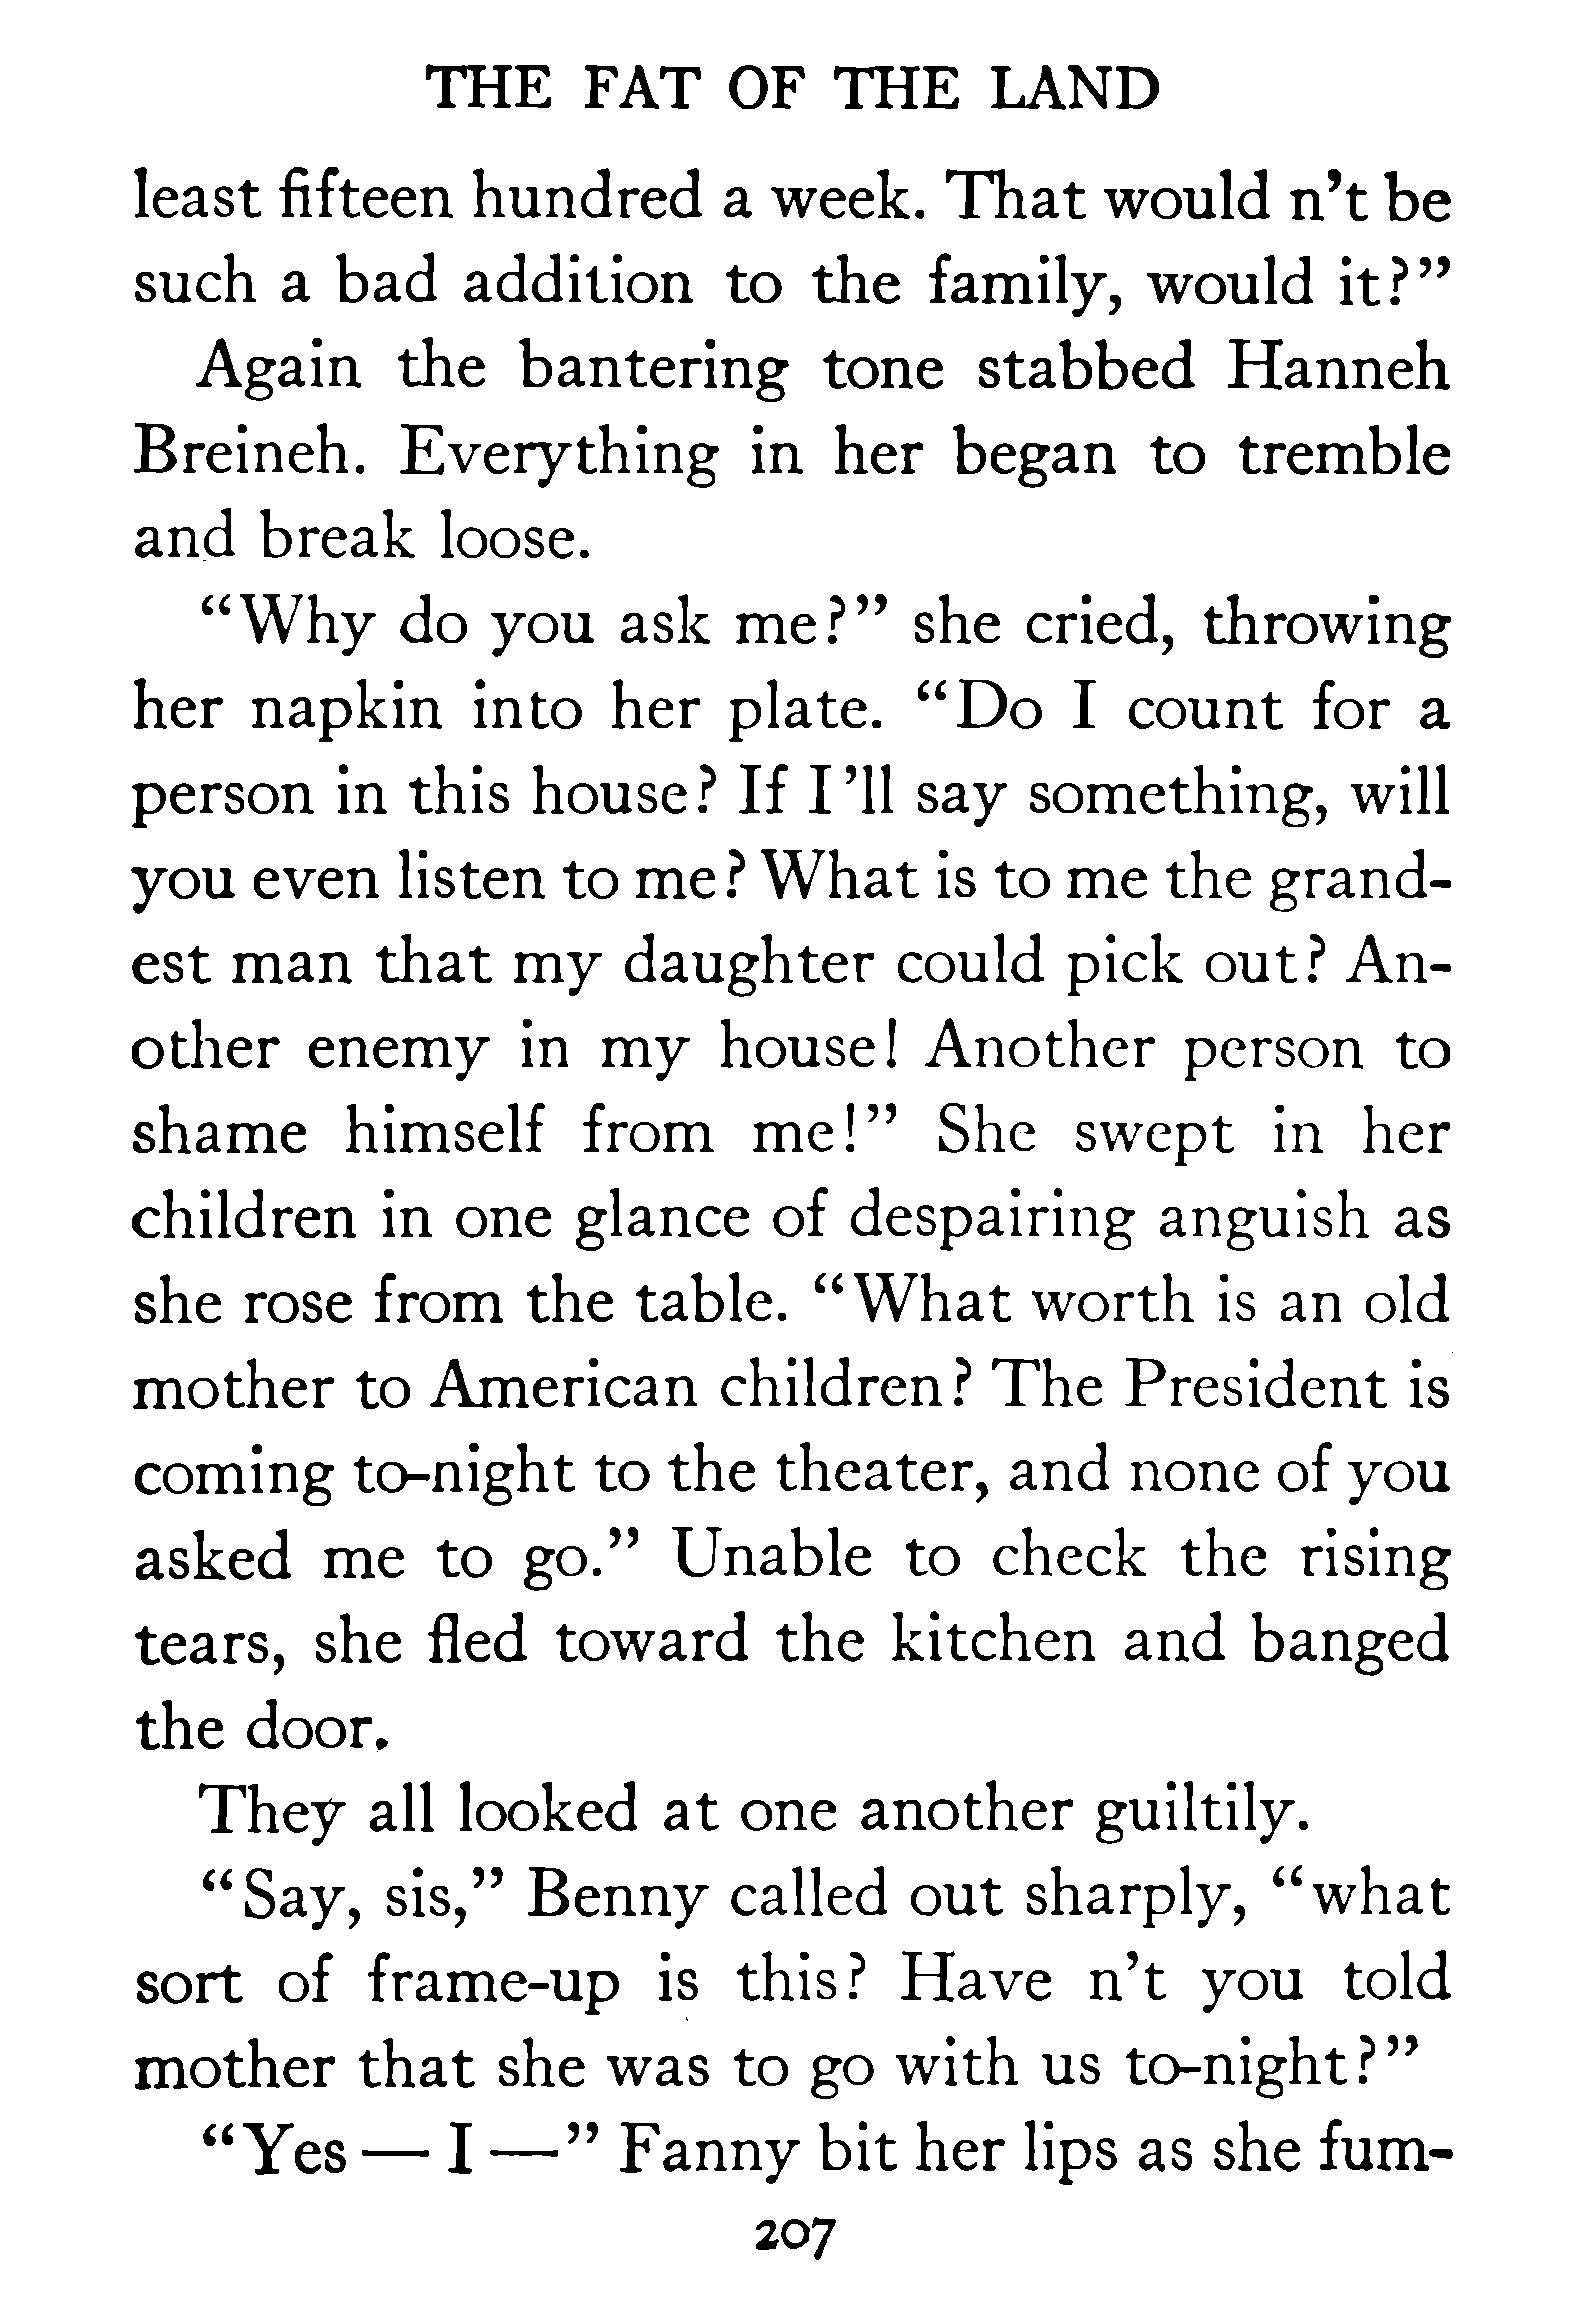 THE FAT OF THE LAND
least fifteen hundred a week. That would n't be
such a bad addition to the family, would it?"
Again the bantering tone stabbed Hanneh
Breineh. Everything in her began to tremble
and break loose.
"Why do you ask me?" she cried, throwing
her napkin into her plate. "Do I count for a
person in this house? If I 'll say something, will
you even listen to me? What is to me the grand-
est man that my daughter could pick out? An-
other enemy in my house! Another person to
shame himself from me!" She swept in her
children in one glance of despairing anguish as
she rose from the table. "What worth is an old
mother to American children? The President is
coming to-night to the theater, and none of you
asked me to go." Unable to check the rising
tears, she fled toward the kitchen and banged
the door.
They all looked at one another guiltily.
"Say, sis," Benny called out sharply, "what
sort of frame-up is this? Have n't you told
mother that she was to go with us to-night?"
"Yes — I —" Fanny bit her lips as she fum-
207